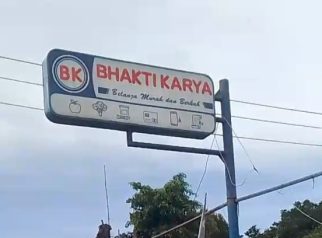 BK BHAKTI KARYA
Belanja Murah dan Berkah